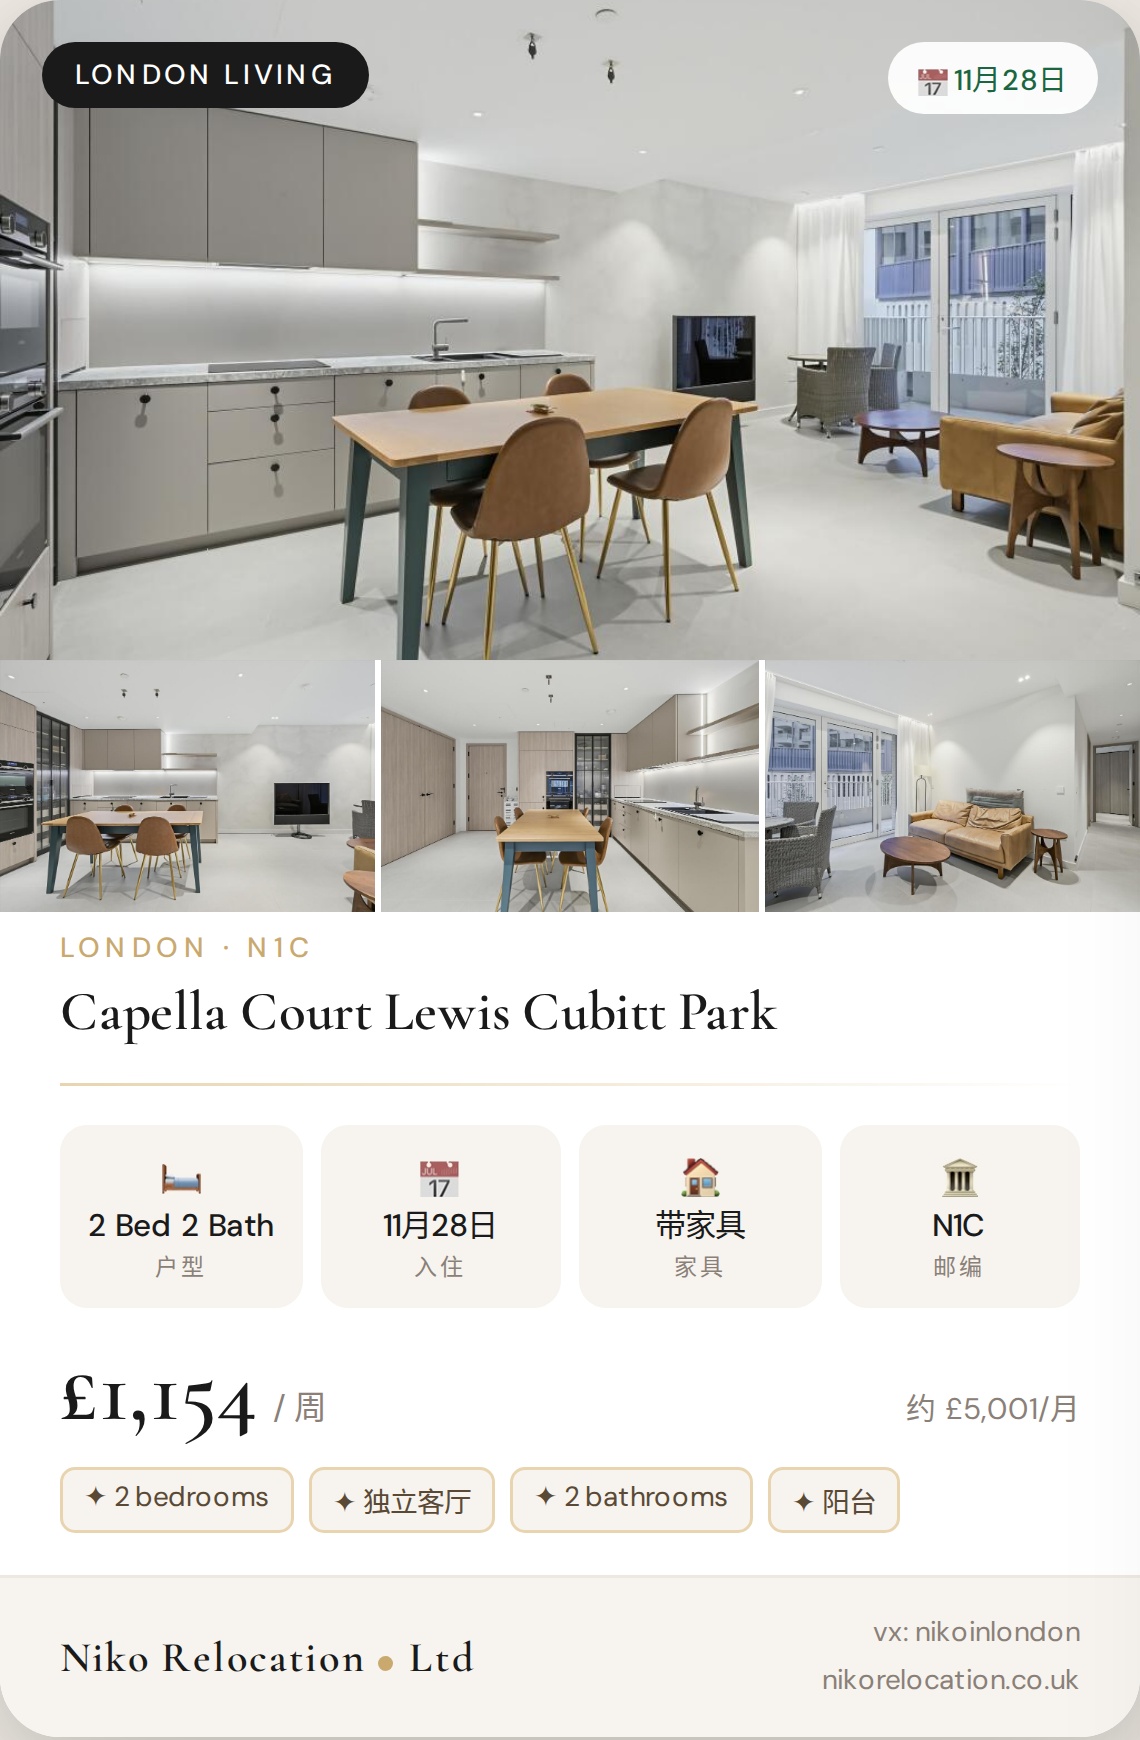 LONDON LIVING
11月28日
LONDON · N1C
Capella Court Lewis Cubitt Park
2 Bed 2 Bath
户型
11月28日
入住
带家具
家具
N1C
邮编
£1,154 / 周
约 £5,001/月
✦ 2 bedrooms
✦ 独立客厅
✦ 2 bathrooms
✦ 阳台
Niko Relocation • Ltd
vx: nikoinlondon
nikorelocation.co.uk